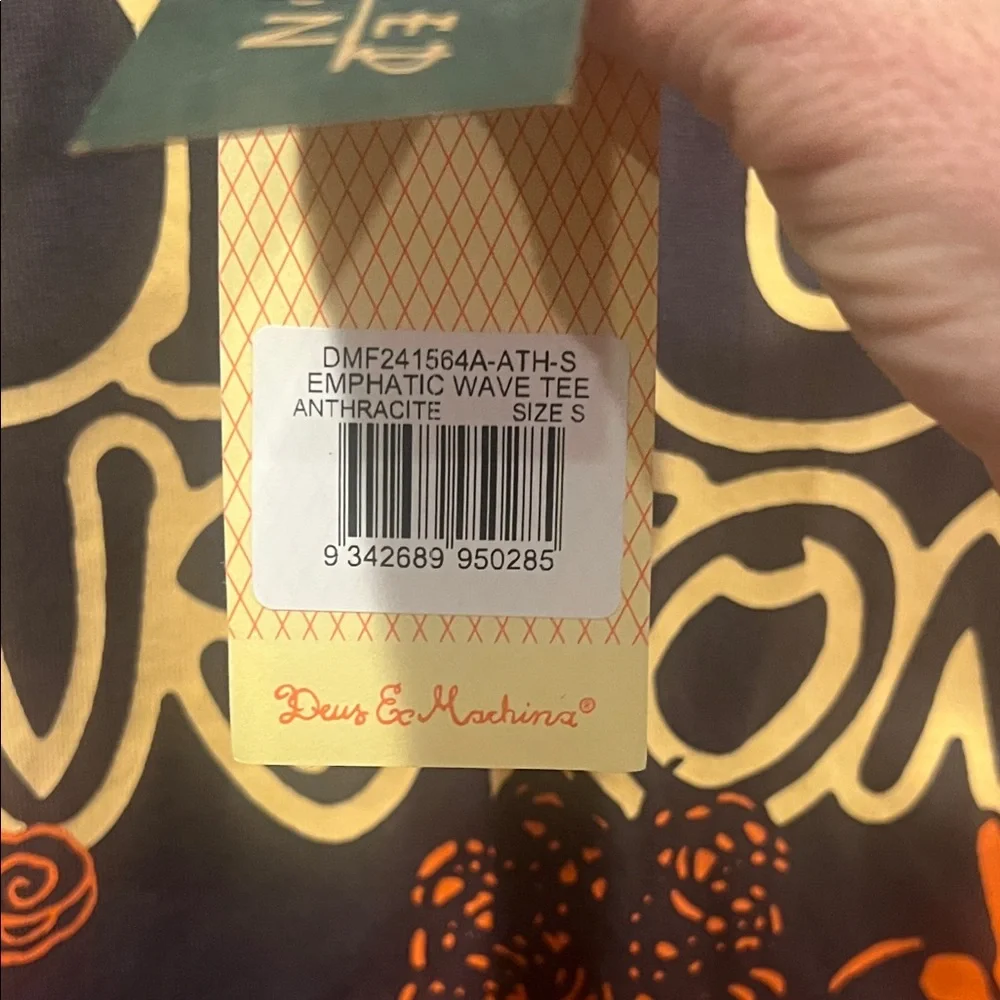 DMF241564A-ATH-S
EMPHATIC WAVE TEE
ANTHRACITE SIZE S
9 342689 950285
Deus Ex Machina®